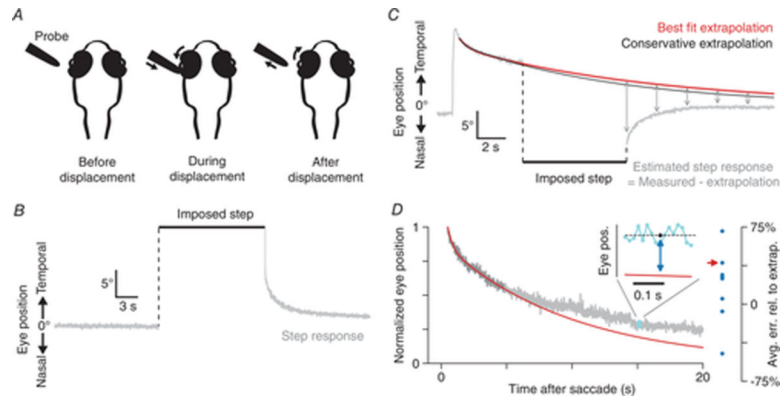 A
Probe
Before
displacement
During
displacement
After
displacement
B
Imposed step
Eye position
Nasal
0°
Temporal
5°
3 s
Step response
C
Best fit extrapolation
Conservative extrapolation
Eye position
Nasal
0°
Temporal
5°
2 s
Imposed step
Estimated step response
= Measured - extrapolation
D
Normalized eye position
1
0
0
20
Time after saccade (s)
Eye pos.
0.1 s
75%
0
-75%
Avg. err. rel. to extrap.